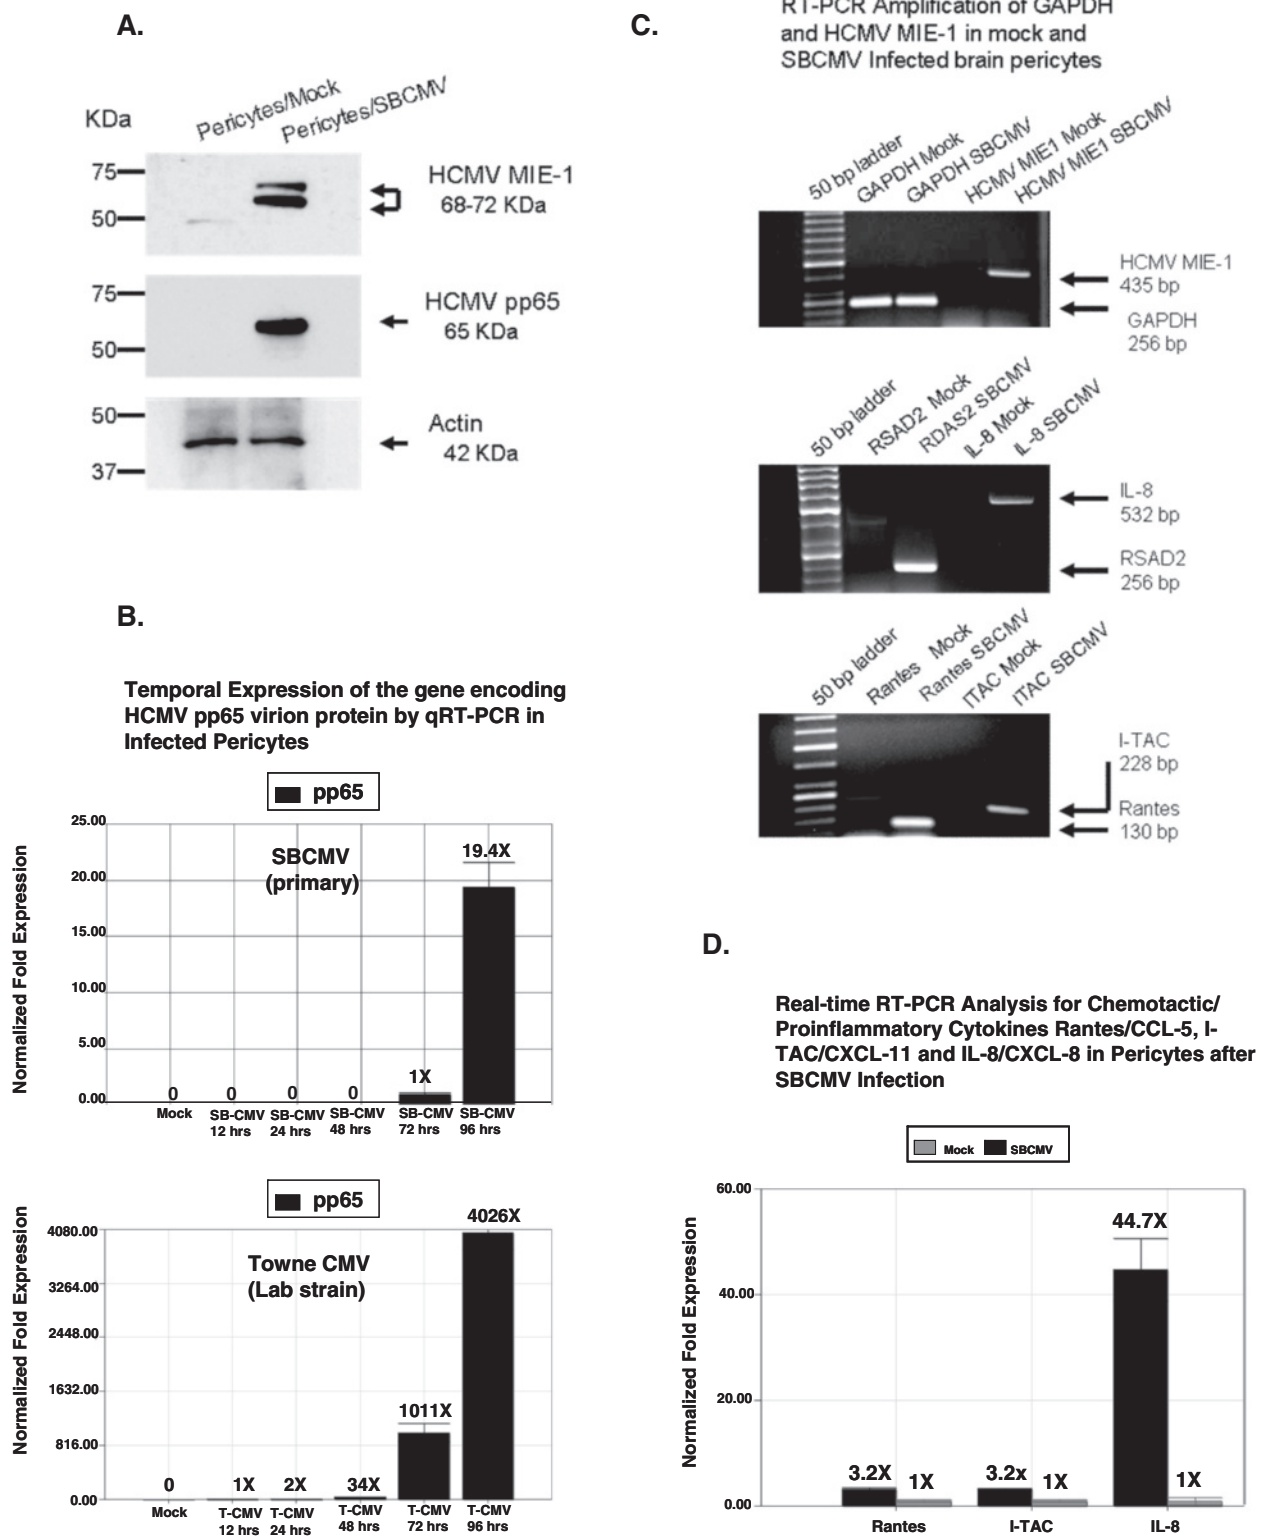 A.
KDa
Pericytes/Mock
Pericytes/SBCMV
75
50
HCMV MIE-1
68-72 KDa
75
50
HCMV pp65
65 KDa
50
37
Actin
42 KDa
B.
Temporal Expression of the gene encoding
HCMV pp65 virion protein by qRT-PCR in
Infected Pericytes
pp65
Normalized Fold Expression
25.00
20.00
15.00
10.00
5.00
0.00
SBCMV
(primary)
0
0
0
0
1X
19.4X
Mock
SB-CMV
12 hrs
SB-CMV
24 hrs
SB-CMV
48 hrs
SB-CMV
72 hrs
SB-CMV
96 hrs
pp65
Normalized Fold Expression
4080.00
3264.00
2448.00
1632.00
816.00
0.00
Towne CMV
(Lab strain)
0
1X
2X
34X
1011X
4026X
Mock
T-CMV
12 hrs
T-CMV
24 hrs
T-CMV
48 hrs
T-CMV
72 hrs
T-CMV
96 hrs
C.
RT-PCR Amplification of GAPDH
and HCMV MIE-1 in mock and
SBCMV Infected brain pericytes
50 bp ladder
GAPDH Mock
GAPDH SBCMV
HCMV MIE1 Mock
HCMV MIE1 SBCMV
HCMV MIE-1
435 bp
GAPDH
256 bp
50 bp ladder
RSAD2 Mock
RDAS2 SBCMV
IL-8 Mock
IL-8 SBCMV
IL-8
532 bp
RSAD2
256 bp
50 bp ladder
Rantes Mock
Rantes SBCMV
ITAC Mock
ITAC SBCMV
I-TAC
228 bp
Rantes
130 bp
D.
Real-time RT-PCR Analysis for Chemotactic/
Proinflammatory Cytokines Rantes/CCL-5, I-
TAC/CXCL-11 and IL-8/CXCL-8 in Pericytes after
SBCMV Infection
Mock SBCMV
Normalized Fold Expression
60.00
40.00
20.00
0.00
3.2X
1X
3.2x
1X
44.7X
1X
Rantes
I-TAC
IL-8